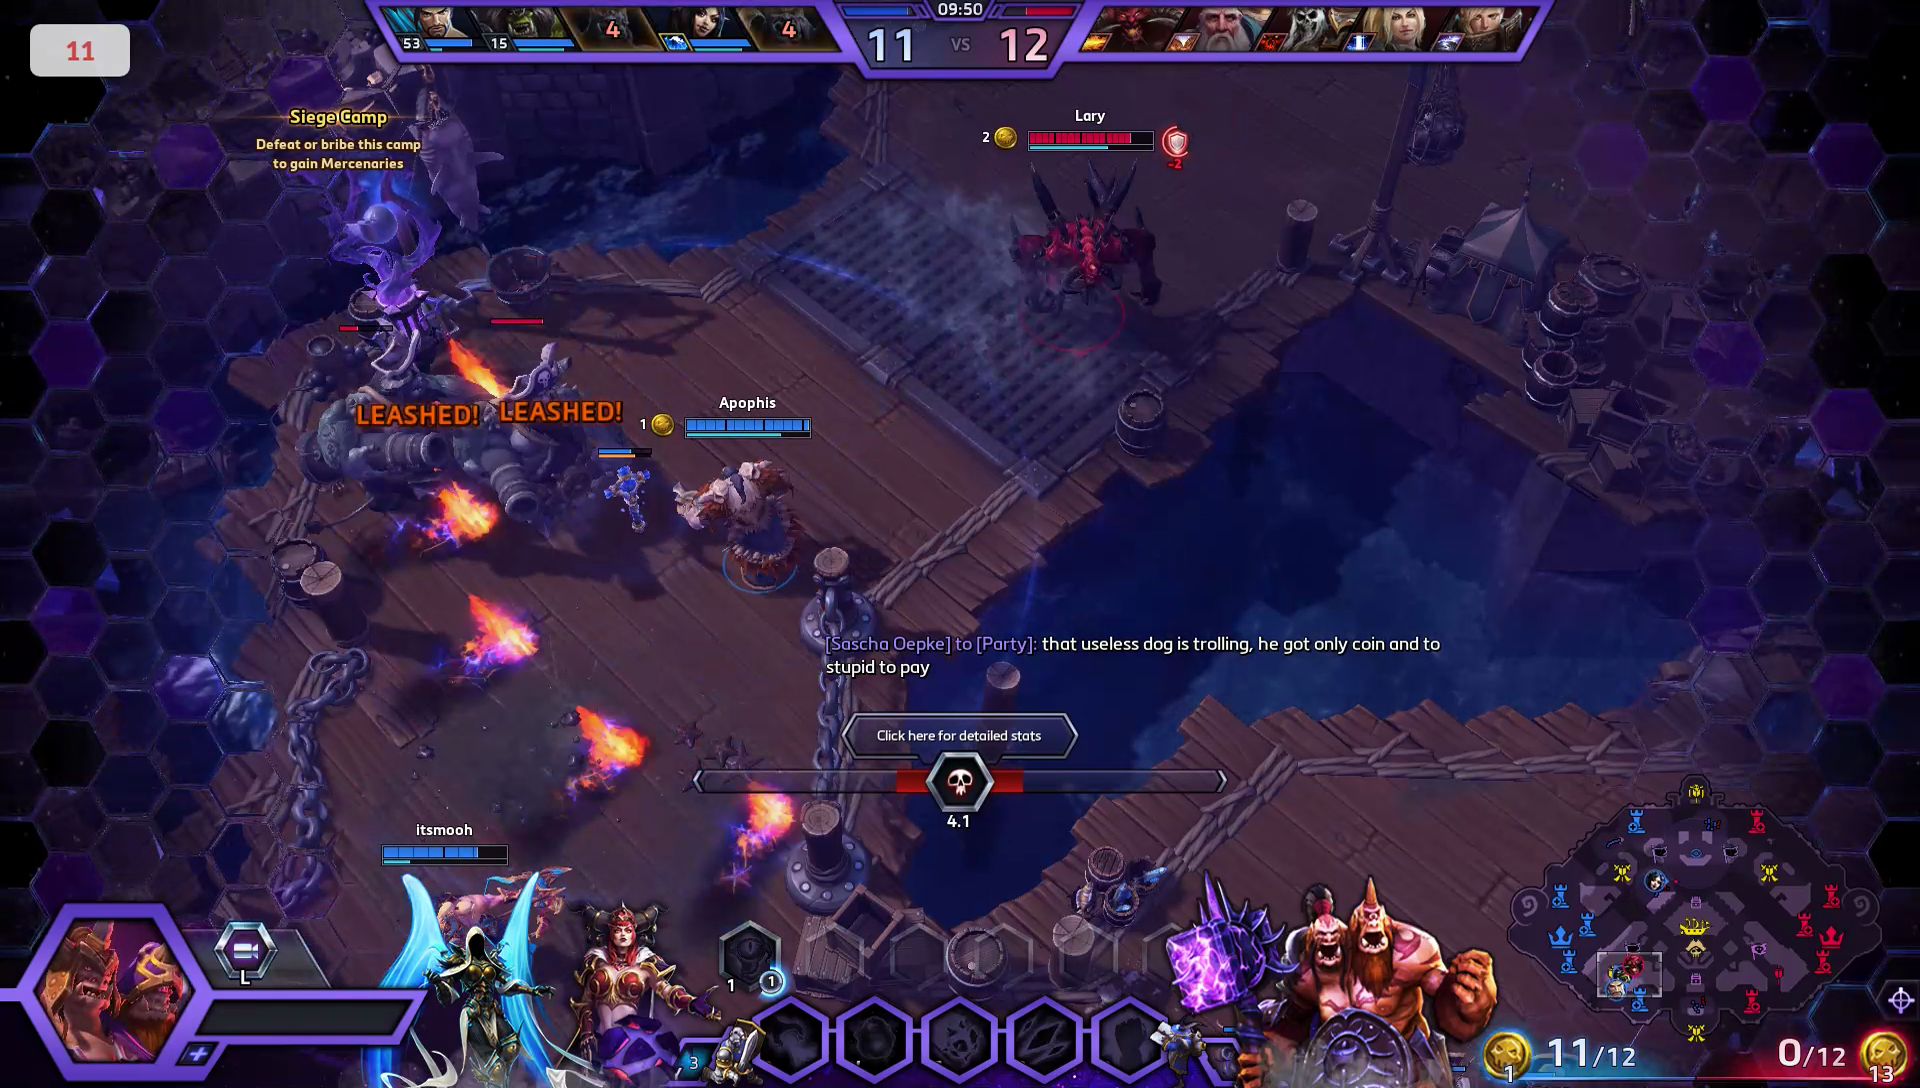 11
53
15
4
4
09:50
11 VS 12
Siege Camp
Defeat or bribe this camp
to gain Mercenaries
Lary
2
-2
Apophis
1
LEASHED!
LEASHED!
[Sascha Oepke] to [Party]: that useless dog is trolling, he got only coin and to
stupid to pay
Click here for detailed stats
4.1
itsmooh
L
1
1
3
11/12
1
0/12
13